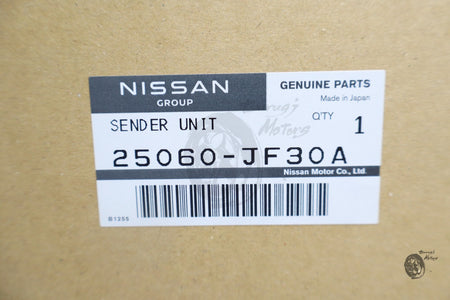 NISSAN
GROUP
GENUINE PARTS
Made in Japan
SENDER UNIT
Q'TY 1
25060-JF30A
Nissan Motor Co., Ltd.
B1255